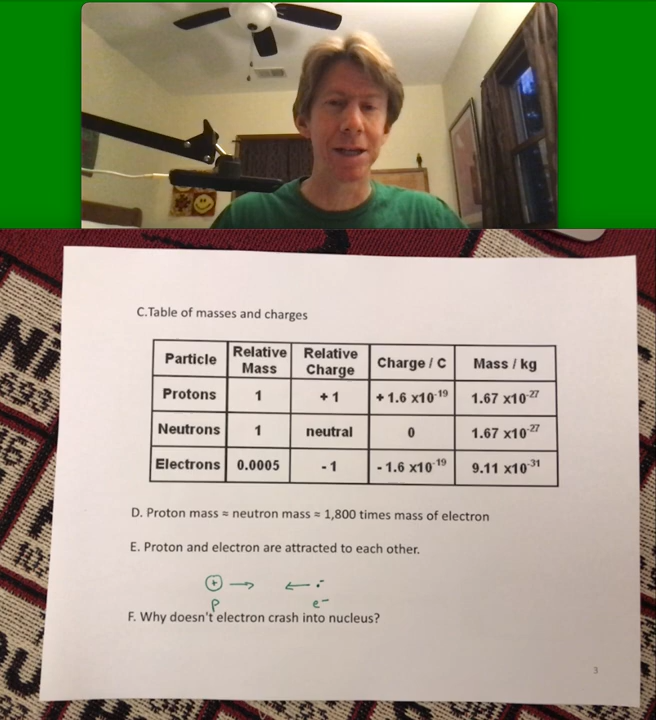 C.Table of masses and charges
Particle Relative Mass Relative Charge Charge / C Mass / kg
Protons 1 + 1 + 1.6 x10-19 1.67 x10-27
Neutrons 1 neutral 0 1.67 x10-27
Electrons 0.0005 - 1 - 1.6 x10-19 9.11 x10-31
D. Proton mass ≈ neutron mass ≈ 1,800 times mass of electron
E. Proton and electron are attracted to each other.
+ → ← -
p e-
F. Why doesn't electron crash into nucleus?
3
Ni
693